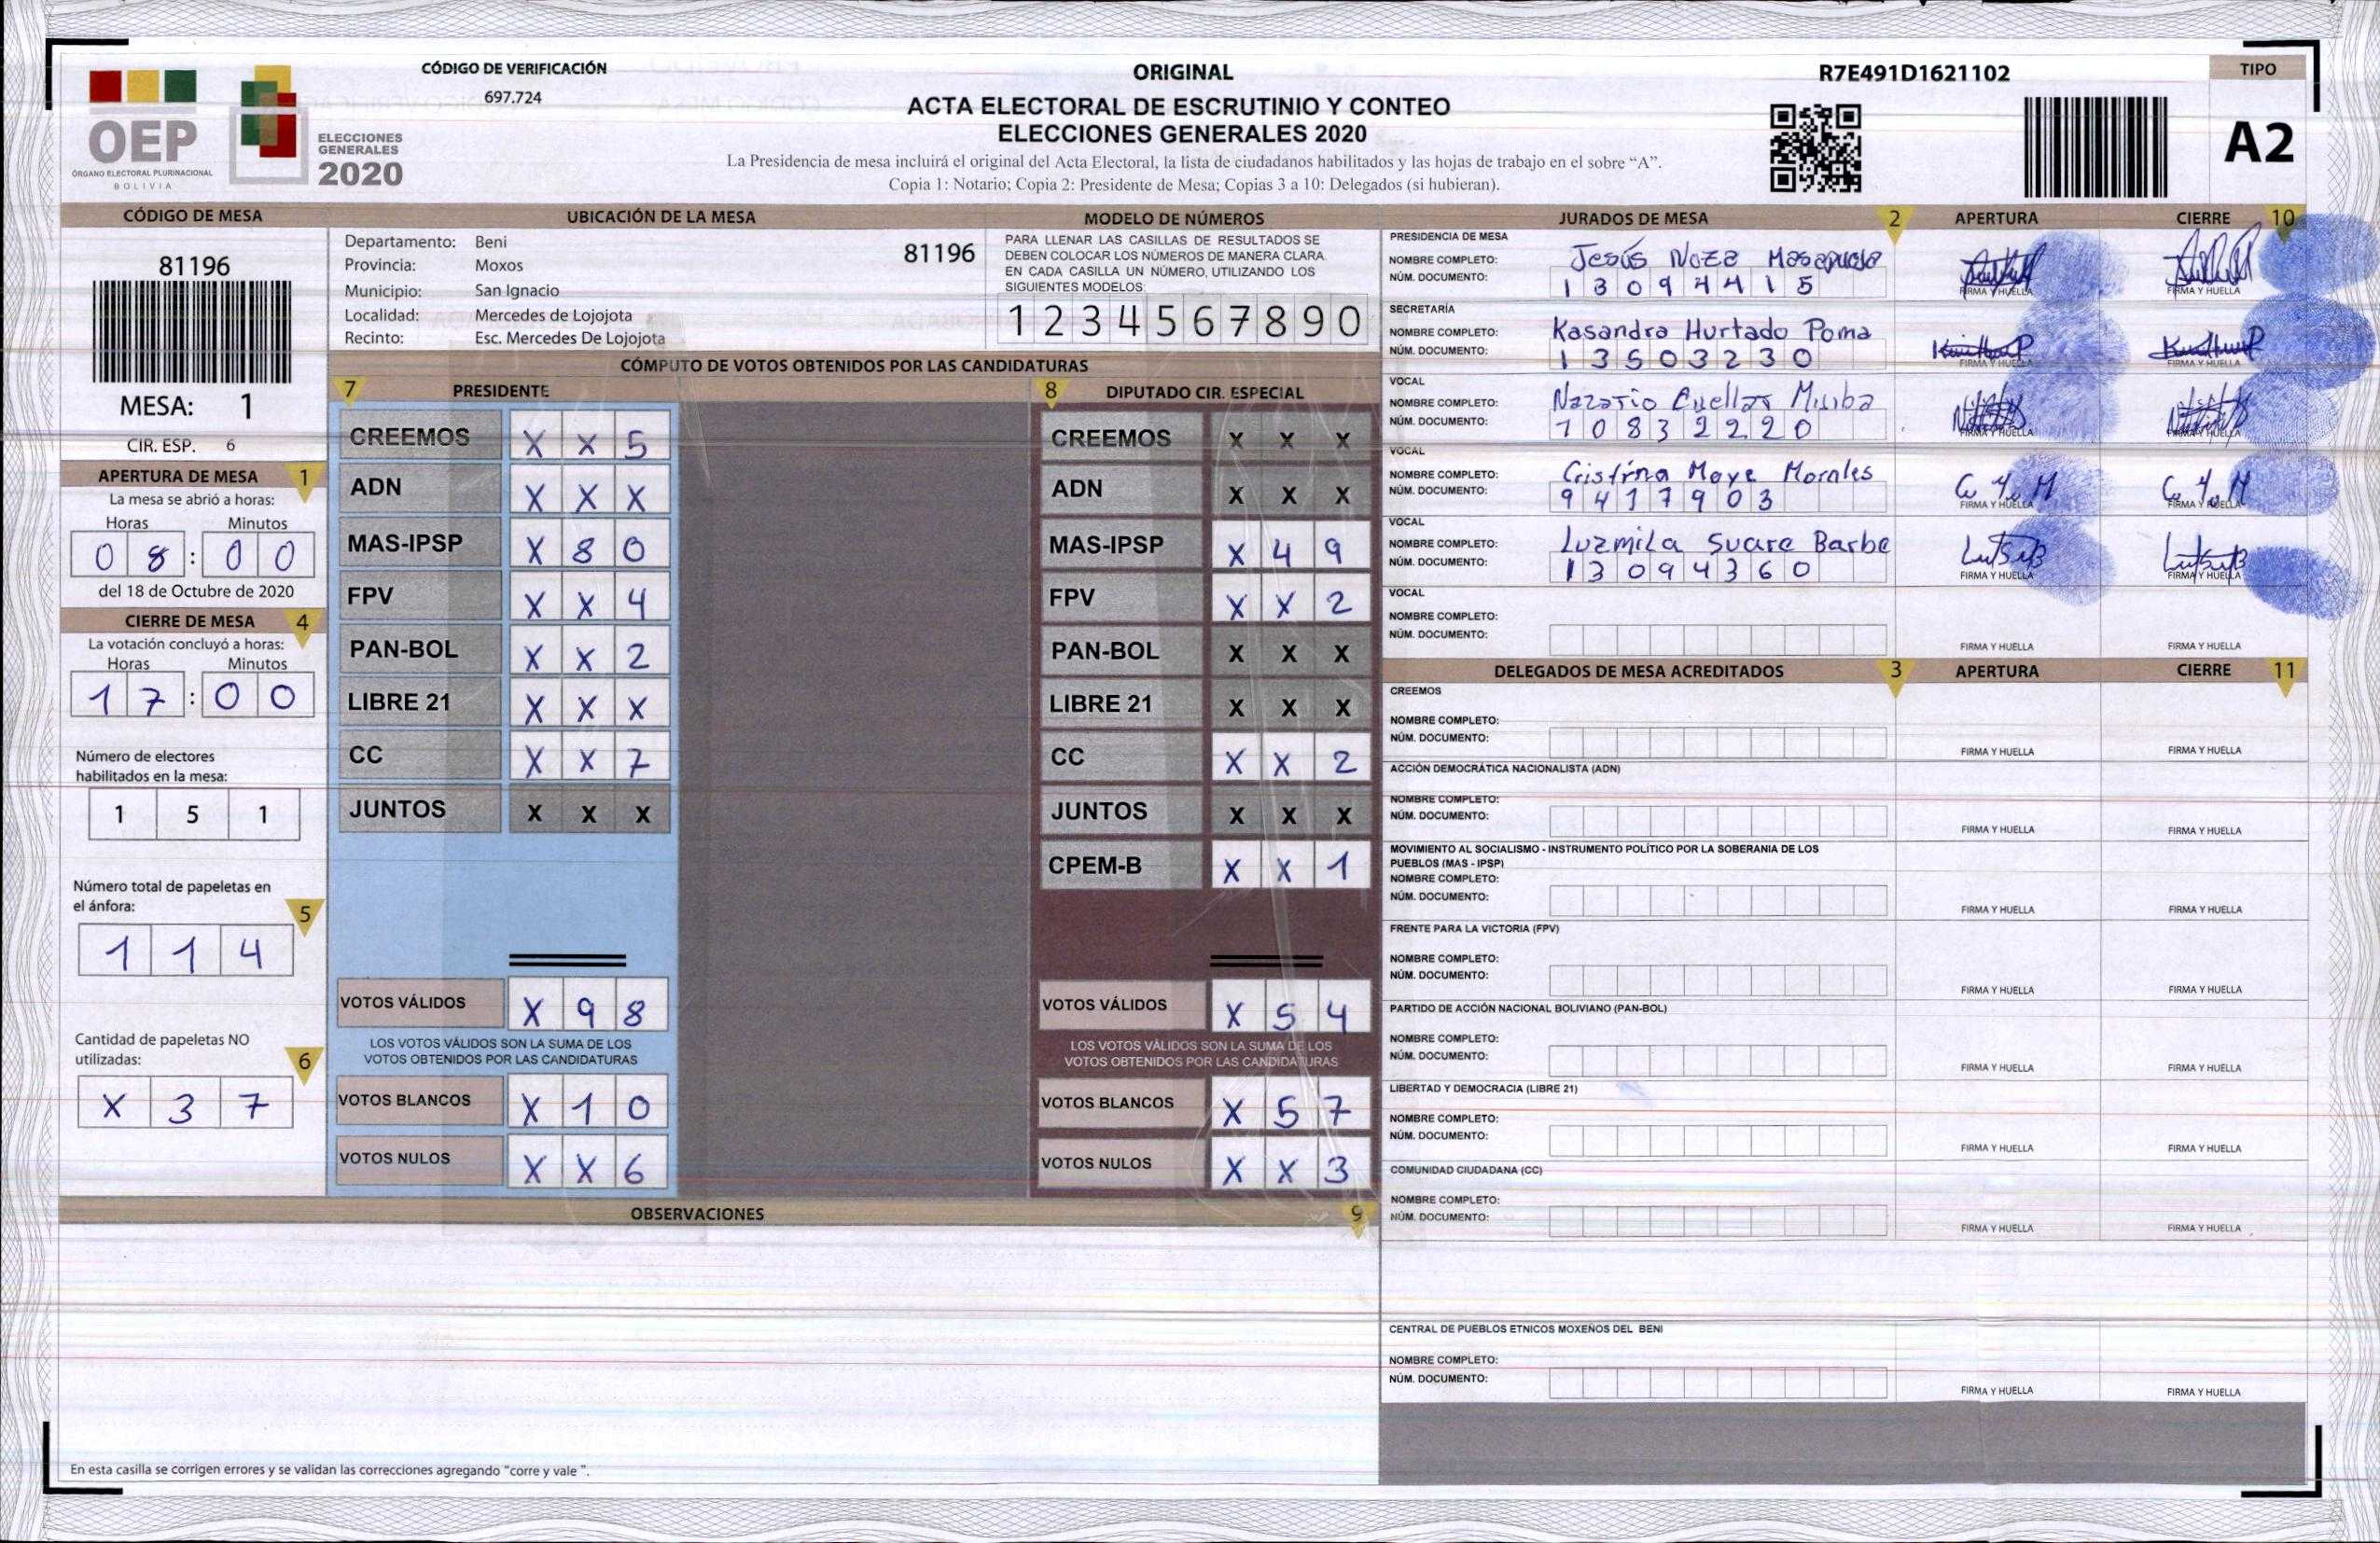 CÓDIGO DE VERIFICACIÓN
697.724
OEP
ÓRGANO ELECTORAL PLURINACIONAL
BOLIVIA
ELECCIONES
GENERALES
2020
ORIGINAL
ACTA ELECTORAL DE ESCRUTINIO Y CONTEO
ELECCIONES GENERALES 2020
La Presidencia de mesa incluirá el original del Acta Electoral, la lista de ciudadanos habilitados y las hojas de trabajo en el sobre “A”.
Copia 1: Notario; Copia 2: Presidente de Mesa; Copias 3 a 10: Delegados (si hubieran).
R7E491D1621102
TIPO
A2
CÓDIGO DE MESA
81196
MESA: 1
CIR. ESP. 6
APERTURA DE MESA 1
La mesa se abrió a horas:
Horas Minutos
0 8 : 0 0
del 18 de Octubre de 2020
CIERRE DE MESA 4
La votación concluyó a horas:
Horas Minutos
1 7 : 0 0
Número de electores
habilitados en la mesa:
1 5 1
Número total de papeletas en
el ánfora:
5
1 1 4
Cantidad de papeletas NO
utilizadas:
6
X 3 7
UBICACIÓN DE LA MESA
Departamento: Beni
81196
Provincia: Moxos
Municipio: San Ignacio
Localidad: Mercedes de Lojojota
Recinto: Esc. Mercedes De Lojojota
MODELO DE NÚMEROS
PARA LLENAR LAS CASILLAS DE RESULTADOS SE
DEBEN COLOCAR LOS NÚMEROS DE MANERA CLARA.
EN CADA CASILLA UN NÚMERO, UTILIZANDO LOS
SIGUIENTES MODELOS:
1 2 3 4 5 6 7 8 9 0
CÓMPUTO DE VOTOS OBTENIDOS POR LAS CANDIDATURAS
7 PRESIDENTE
CREEMOS X X 5
ADN X X X
MAS-IPSP X 8 0
FPV X X 4
PAN-BOL X X 2
LIBRE 21 X X X
CC X X 7
JUNTOS X X X
VOTOS VÁLIDOS X 9 8
LOS VOTOS VÁLIDOS SON LA SUMA DE LOS
VOTOS OBTENIDOS POR LAS CANDIDATURAS
VOTOS BLANCOS X 1 0
VOTOS NULOS X X 6
8 DIPUTADO CIR. ESPECIAL
CREEMOS X X X
ADN X X X
MAS-IPSP X 4 9
FPV X X 2
PAN-BOL X X X
LIBRE 21 X X X
CC X X 2
JUNTOS X X X
CPEM-B X X 1
VOTOS VÁLIDOS X 5 4
LOS VOTOS VÁLIDOS SON LA SUMA DE LOS
VOTOS OBTENIDOS POR LAS CANDIDATURAS
VOTOS BLANCOS X 5 7
VOTOS NULOS X X 3
OBSERVACIONES 9
En esta casilla se corrigen errores y se validan las correcciones agregando “corre y vale ”.
JURADOS DE MESA 2 APERTURA CIERRE 10
PRESIDENCIA DE MESA
NOMBRE COMPLETO: Jesús Noza
NÚM. DOCUMENTO: 1 3 0 9 4 4 1 5
FIRMA Y HUELLA FIRMA Y HUELLA
SECRETARÍA
NOMBRE COMPLETO: Kasandra Hurtado Poma
NÚM. DOCUMENTO: 1 3 5 0 3 2 3 0
FIRMA Y HUELLA FIRMA Y HUELLA
VOCAL
NOMBRE COMPLETO: Nazario Cuellar
NÚM. DOCUMENTO: 1 0 8 3 2 2 2 0
FIRMA Y HUELLA FIRMA Y HUELLA
VOCAL
NOMBRE COMPLETO: Cristina Moye Morales
NÚM. DOCUMENTO: 9 4 1 7 9 0 3
FIRMA Y HUELLA FIRMA Y HUELLA
VOCAL
NOMBRE COMPLETO: Luzmila Suare Barbe
NÚM. DOCUMENTO: 1 3 0 9 4 3 6 0
FIRMA Y HUELLA FIRMA Y HUELLA
VOCAL
NOMBRE COMPLETO:
NÚM. DOCUMENTO:
FIRMA Y HUELLA FIRMA Y HUELLA
DELEGADOS DE MESA ACREDITADOS 3 APERTURA CIERRE 11
CREEMOS
NOMBRE COMPLETO:
NÚM. DOCUMENTO:
FIRMA Y HUELLA FIRMA Y HUELLA
ACCIÓN DEMOCRÁTICA NACIONALISTA (ADN)
NOMBRE COMPLETO:
NÚM. DOCUMENTO:
FIRMA Y HUELLA FIRMA Y HUELLA
MOVIMIENTO AL SOCIALISMO - INSTRUMENTO POLÍTICO POR LA SOBERANIA DE LOS
PUEBLOS (MAS - IPSP)
NOMBRE COMPLETO:
NÚM. DOCUMENTO:
FIRMA Y HUELLA FIRMA Y HUELLA
FRENTE PARA LA VICTORIA (FPV)
NOMBRE COMPLETO:
NÚM. DOCUMENTO:
FIRMA Y HUELLA FIRMA Y HUELLA
PARTIDO DE ACCIÓN NACIONAL BOLIVIANO (PAN-BOL)
NOMBRE COMPLETO:
NÚM. DOCUMENTO:
FIRMA Y HUELLA FIRMA Y HUELLA
LIBERTAD Y DEMOCRACIA (LIBRE 21)
NOMBRE COMPLETO:
NÚM. DOCUMENTO:
FIRMA Y HUELLA FIRMA Y HUELLA
COMUNIDAD CIUDADANA (CC)
NOMBRE COMPLETO:
NÚM. DOCUMENTO:
FIRMA Y HUELLA FIRMA Y HUELLA
CENTRAL DE PUEBLOS ETNICOS MOXEÑOS DEL BENI
NOMBRE COMPLETO:
NÚM. DOCUMENTO:
FIRMA Y HUELLA FIRMA Y HUELLA